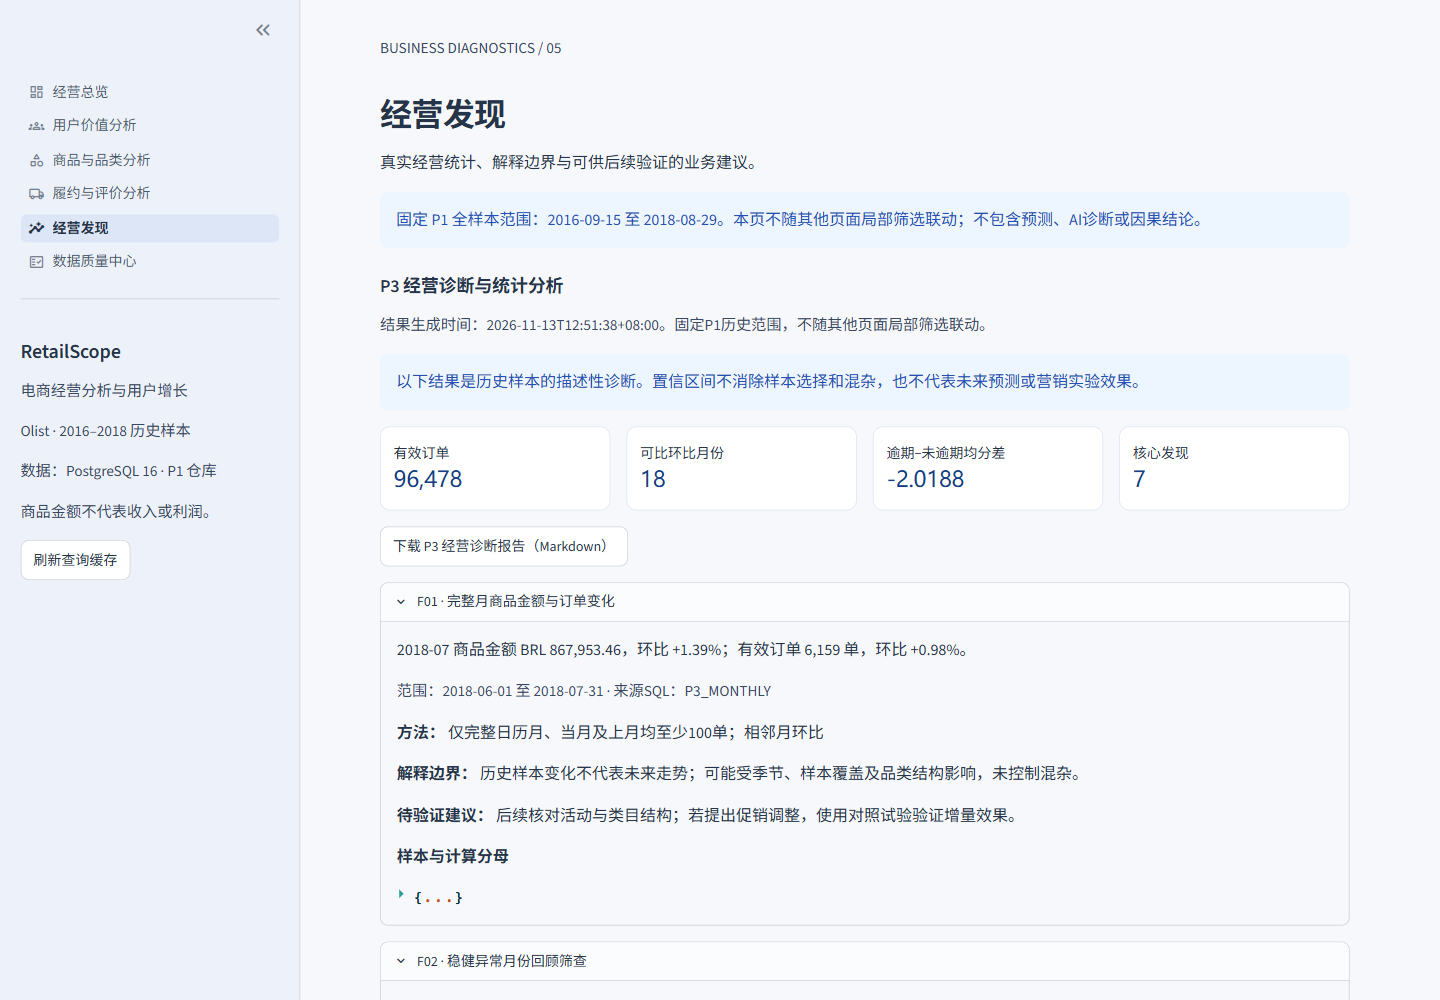 经营总览
用户价值分析
商品与品类分析
履约与评价分析
经营发现
数据质量中心
RetailScope
电商经营分析与用户增长
Olist · 2016–2018 历史样本
数据：PostgreSQL 16 · P1 仓库
商品金额不代表收入或利润。
刷新查询缓存
BUSINESS DIAGNOSTICS / 05
经营发现
真实经营统计、解释边界与可供后续验证的业务建议。
固定 P1 全样本范围：2016-09-15 至 2018-08-29。本页不随其他页面局部筛选联动；不包含预测、AI诊断或因果结论。
P3 经营诊断与统计分析
结果生成时间：2026-11-13T12:51:38+08:00。固定P1历史范围，不随其他页面局部筛选联动。
以下结果是历史样本的描述性诊断。置信区间不消除样本选择和混杂，也不代表未来预测或营销实验效果。
有效订单
96,478
可比环比月份
18
逾期–未逾期均分差
-2.0188
核心发现
7
下载 P3 经营诊断报告（Markdown）
F01 · 完整月商品金额与订单变化
2018-07 商品金额 BRL 867,953.46，环比 +1.39%；有效订单 6,159 单，环比 +0.98%。
范围：2018-06-01 至 2018-07-31 · 来源SQL：P3_MONTHLY
方法： 仅完整日历月、当月及上月均至少100单；相邻月环比
解释边界： 历史样本变化不代表未来走势；可能受季节、样本覆盖及品类结构影响，未控制混杂。
待验证建议： 后续核对活动与类目结构；若提出促销调整，使用对照试验验证增量效果。
样本与计算分母
{...}
F02 · 稳健异常月份回顾筛查